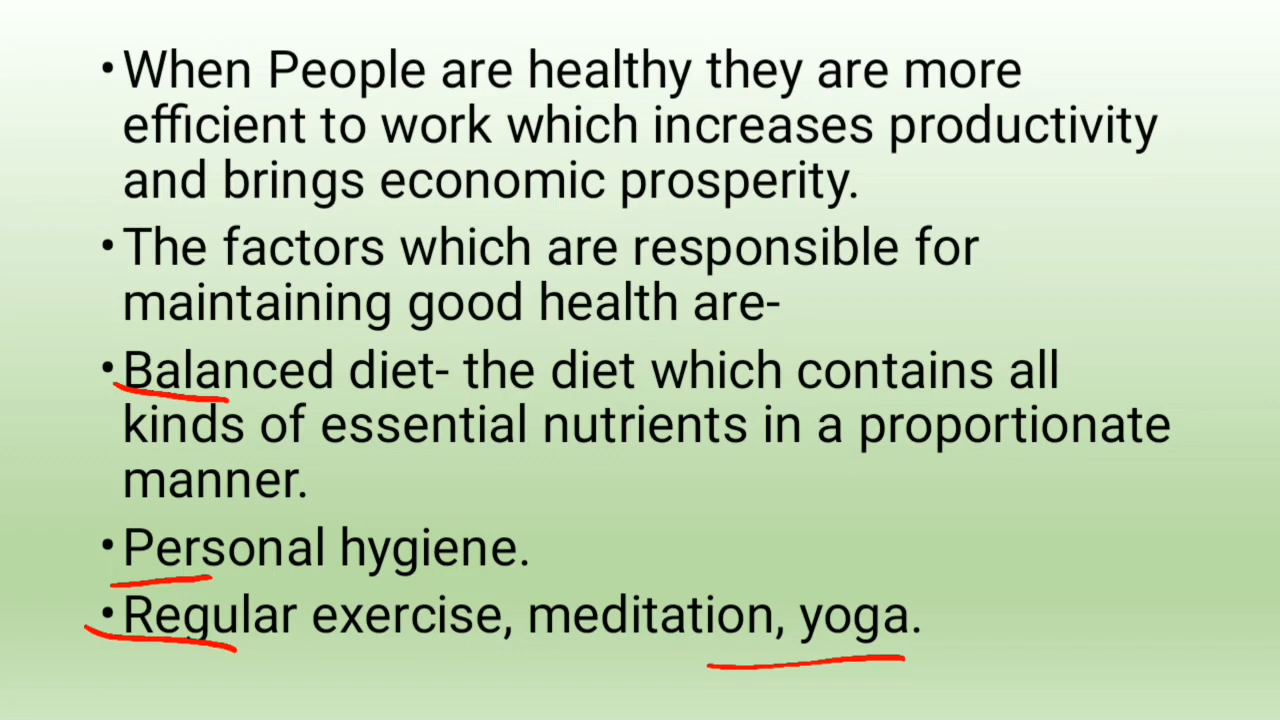 •When People are healthy they are more
efficient to work which increases productivity
and brings economic prosperity.
•The factors which are responsible for
maintaining good health are-
•Balanced diet- the diet which contains all
kinds of essential nutrients in a proportionate
manner.
•Personal hygiene.
•Regular exercise, meditation, yoga.